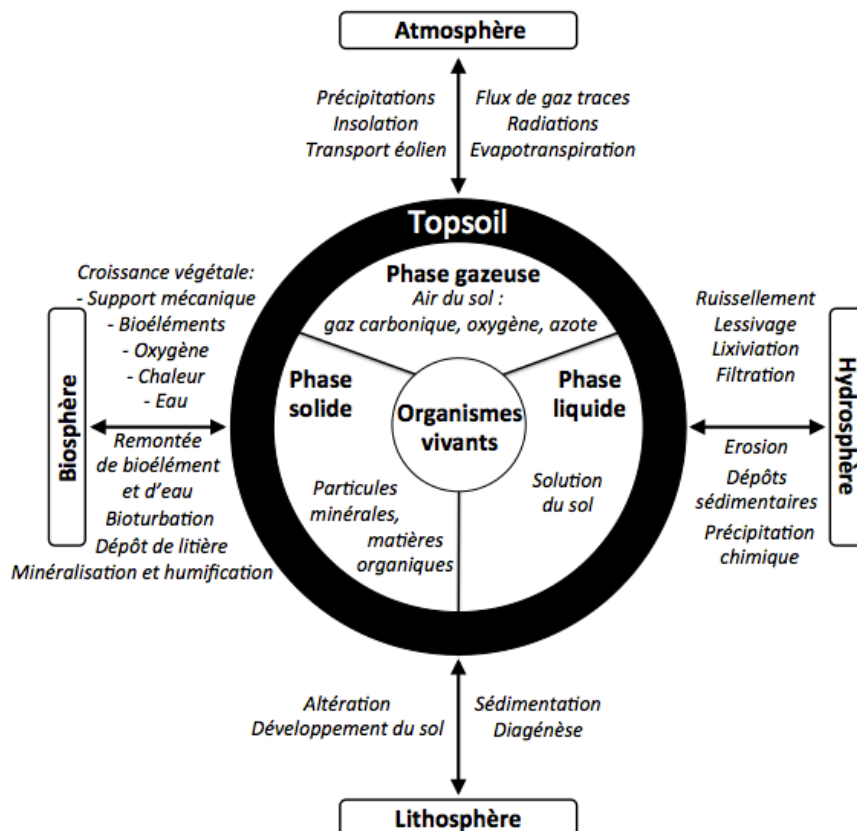 Atmosphère
Précipitations
Insolation
Transport éolien
Flux de gaz traces
Radiations
Evapotranspiration
Topsoil
Phase gazeuse
Air du sol :
gaz carbonique, oxygène, azote
Phase
solide
Particules
minérales,
matières
organiques
Organismes
vivants
Phase
liquide
Solution
du sol
Biosphère
Croissance végétale:
- Support mécanique
- Bioéléments
- Oxygène
- Chaleur
- Eau
Remontée
de bioélément
et d'eau
Bioturbation
Dépôt de litière
Minéralisation et humification
Ruissellement
Lessivage
Lixiviation
Filtration
Erosion
Dépôts
sédimentaires
Précipitation
chimique
Hydrosphère
Altération
Développement du sol
Sédimentation
Diagénèse
Lithosphère